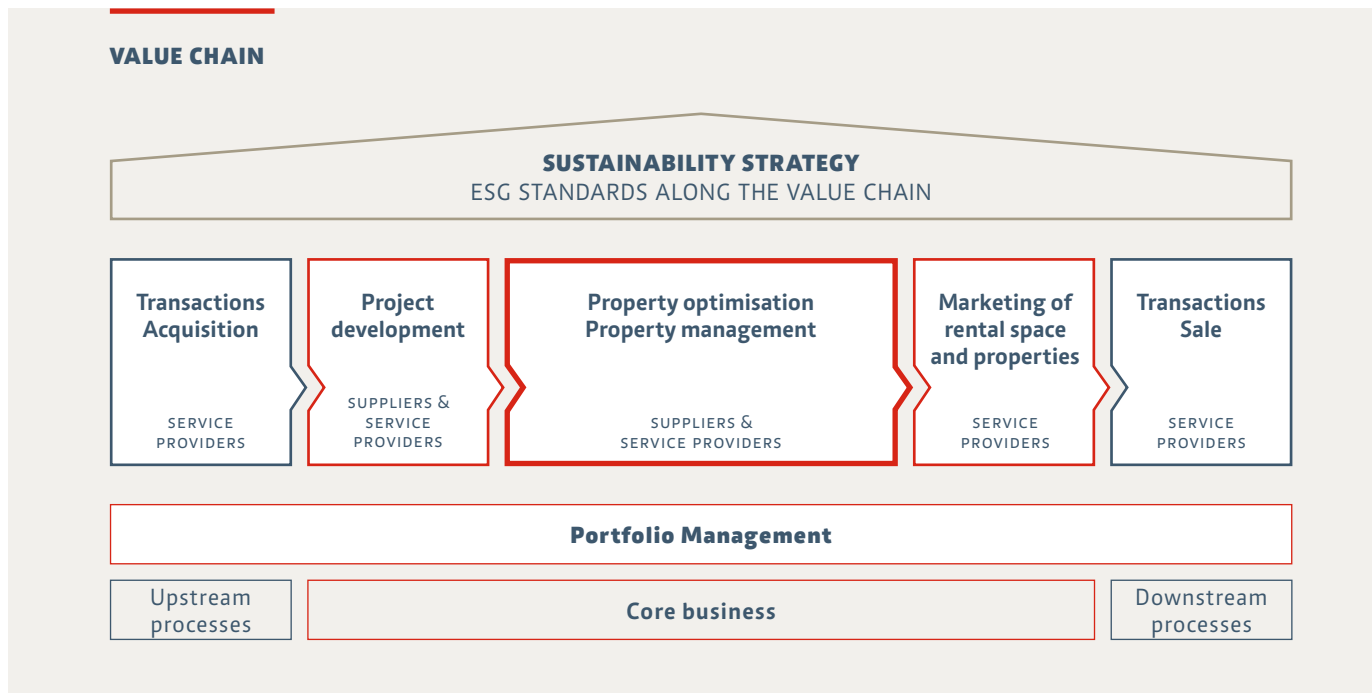 VALUE CHAIN
SUSTAINABILITY STRATEGY
ESG STANDARDS ALONG THE VALUE CHAIN
Transactions
Acquisition
SERVICE
PROVIDERS
Project
development
SUPPLIERS &
SERVICE
PROVIDERS
Property optimisation
Property management
SUPPLIERS &
SERVICE PROVIDERS
Marketing of
rental space
and properties
SERVICE
PROVIDERS
Transactions
Sale
SERVICE
PROVIDERS
Portfolio Management
Upstream
processes
Core business
Downstream
processes